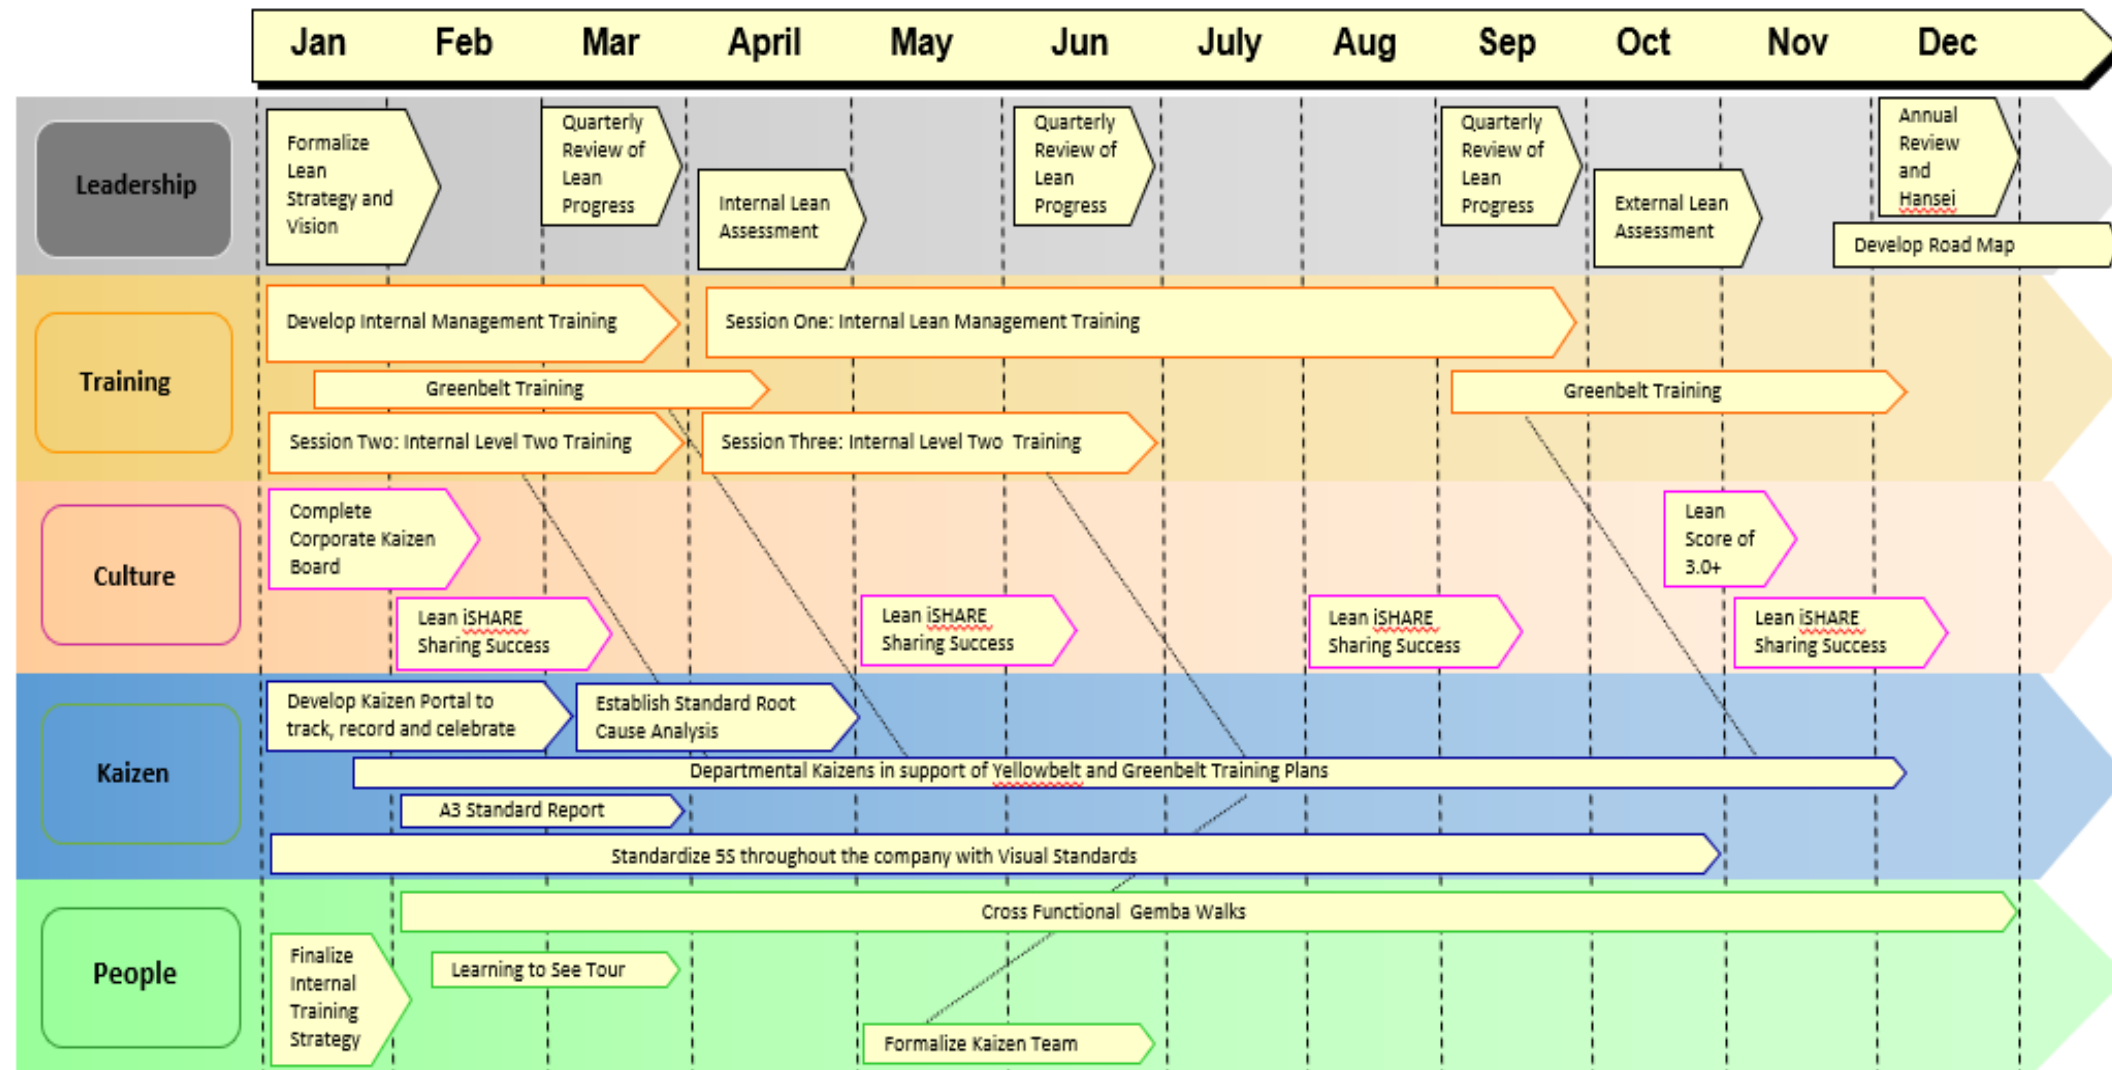 Jan Feb Mar April May Jun July Aug Sep Oct Nov Dec
Leadership
Formalize
Lean
Strategy and
Vision
Quarterly
Review of
Lean
Progress
Internal Lean
Assessment
Quarterly
Review of
Lean
Progress
Quarterly
Review of
Lean
Progress
External Lean
Assessment
Annual
Review
and
Hansei
Develop Road Map
Training
Develop Internal Management Training
Session One: Internal Lean Management Training
Greenbelt Training
Greenbelt Training
Session Two: Internal Level Two Training
Session Three: Internal Level Two  Training
Culture
Complete
Corporate Kaizen
Board
Lean
Score of
3.0+
Lean iSHARE
Sharing Success
Lean iSHARE
Sharing Success
Lean iSHARE
Sharing Success
Lean iSHARE
Sharing Success
Kaizen
Develop Kaizen Portal to
track, record and celebrate
Establish Standard Root
Cause Analysis
Departmental Kaizens in support of Yellowbelt and Greenbelt Training Plans
A3 Standard Report
Standardize 5S throughout the company with Visual Standards
People
Cross Functional  Gemba Walks
Finalize
Internal
Training
Strategy
Learning to See Tour
Formalize Kaizen Team